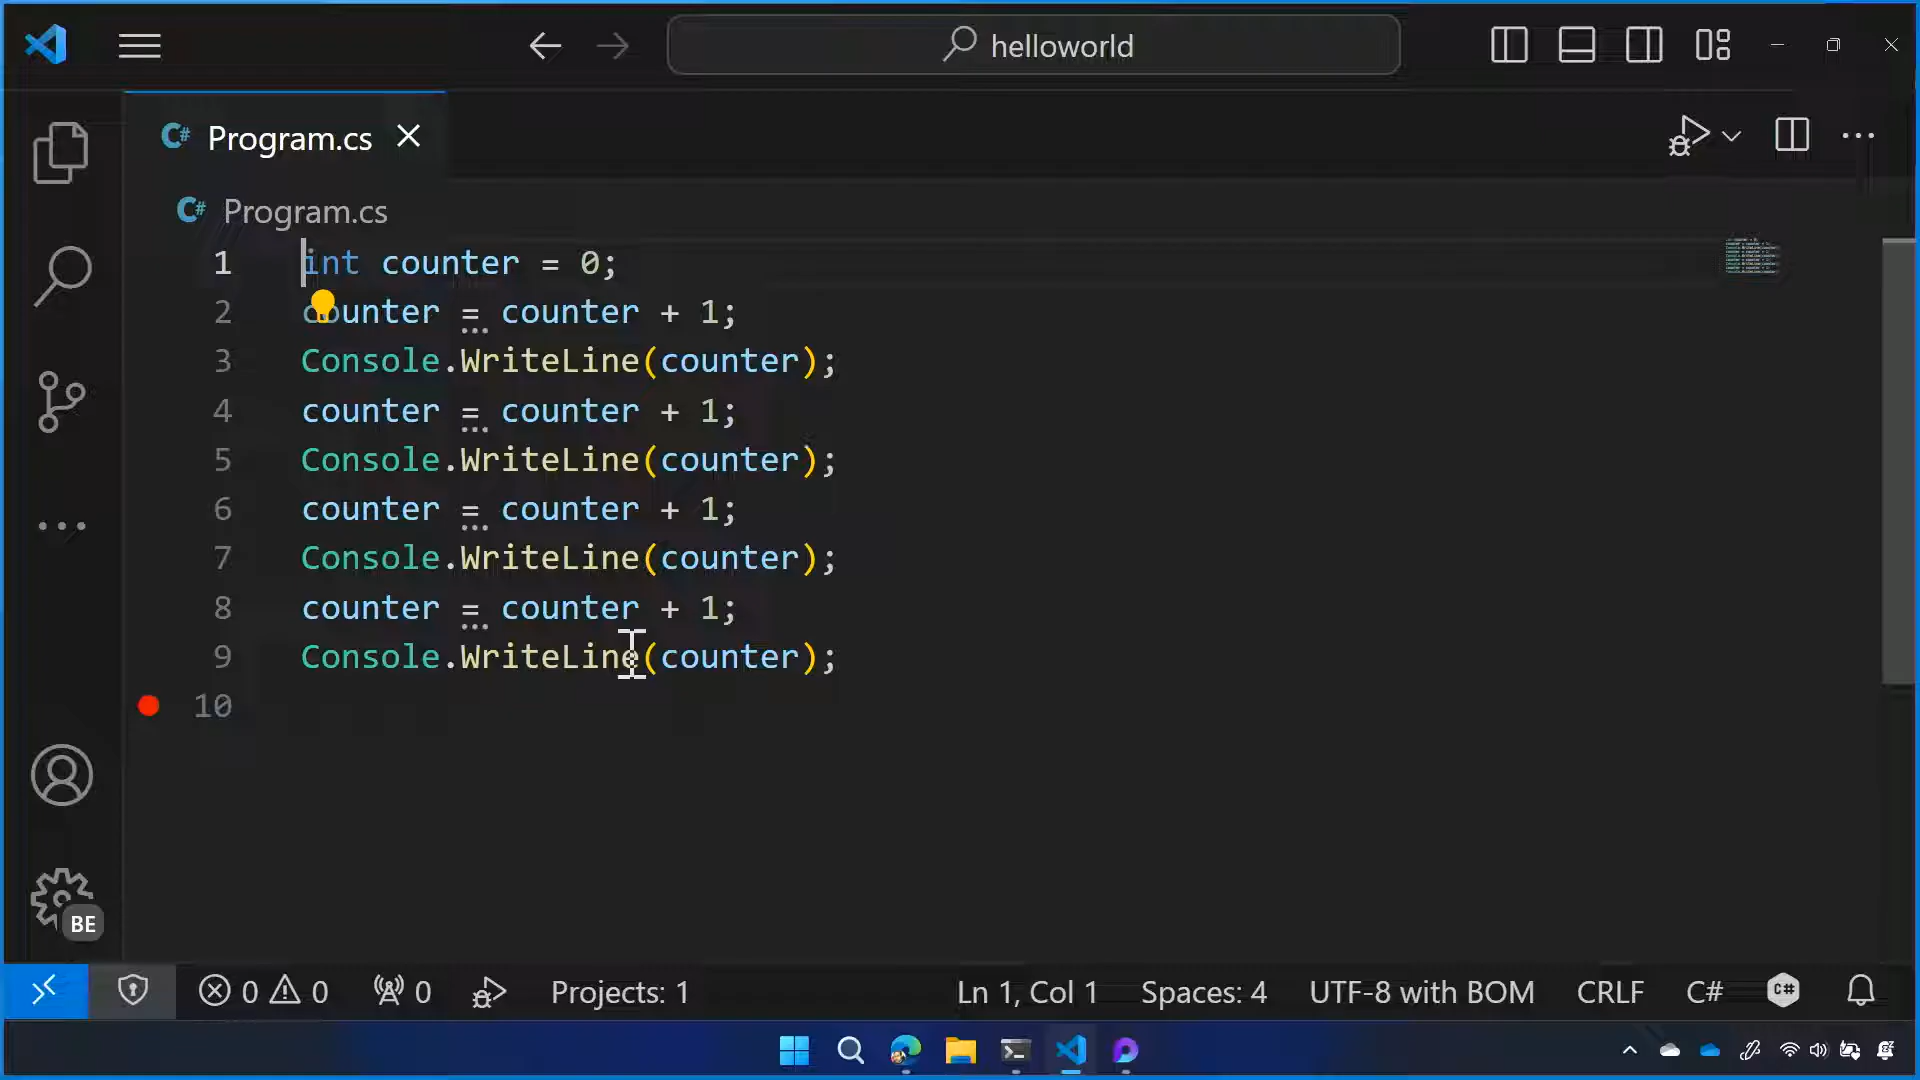 helloworld
C# Program.cs
C# Program.cs
1 int counter = 0;
2 counter = counter + 1;
3 Console.WriteLine(counter);
4 counter = counter + 1;
5 Console.WriteLine(counter);
6 counter = counter + 1;
7 Console.WriteLine(counter);
8 counter = counter + 1;
9 Console.WriteLine(counter);
10
BE
0 0 0 Projects: 1 Ln 1, Col 1 Spaces: 4 UTF-8 with BOM CRLF C# C#